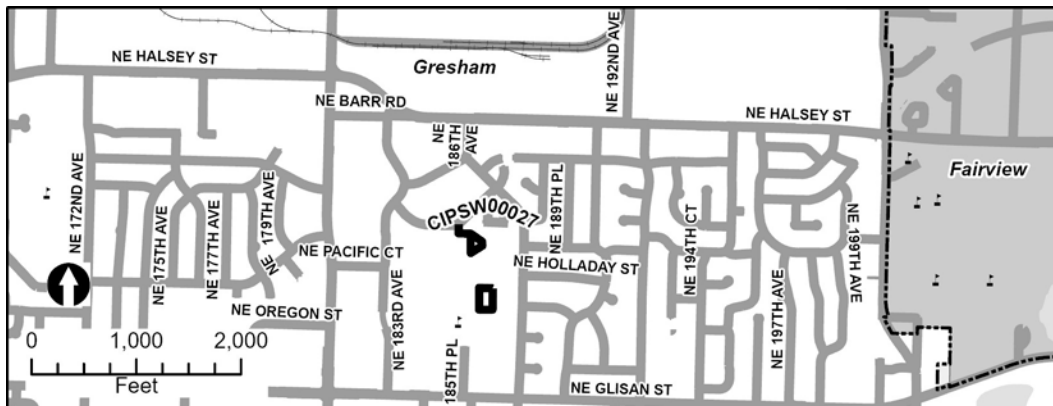 NE HALSEY ST
Gresham
NE 192ND AVE
NE BARR RD
NE HALSEY ST
NE 186TH AVE
Fairview
NE 172ND AVE
NE 175TH AVE
NE 177TH AVE
NE 179TH AVE
CIPSW00027
NE 189TH PL
NE 194TH CT
NE 199TH AVE
NE PACIFIC CT
NE HOLLADAY ST
NE 183RD AVE
NE 197TH AVE
NE OREGON ST
185TH PL
NE GLISAN ST
0 1,000 2,000
Feet